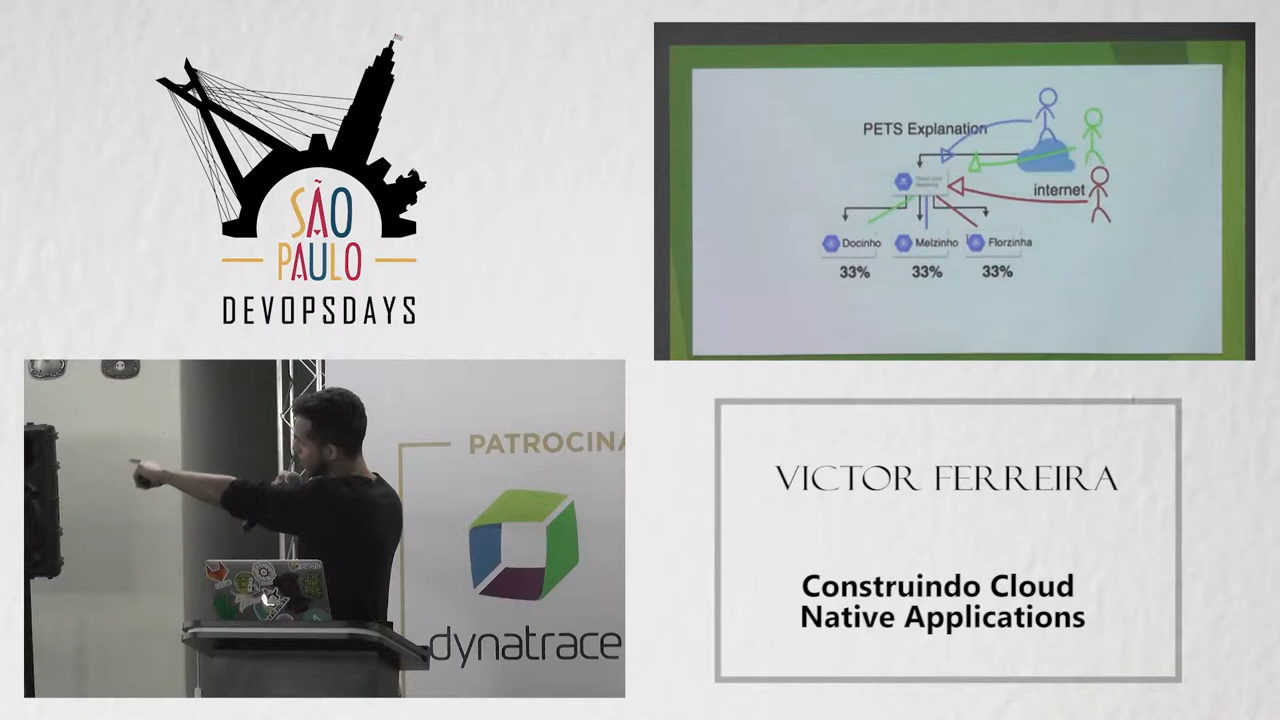 SÃO
PAULO
DEVOPSDAYS
PETS Explanation
internet
Docinho
Melzinho
Florzinha
33%
33%
33%
PATROCINA
dynatrace
VICTOR FERREIRA
Construindo Cloud
Native Applications